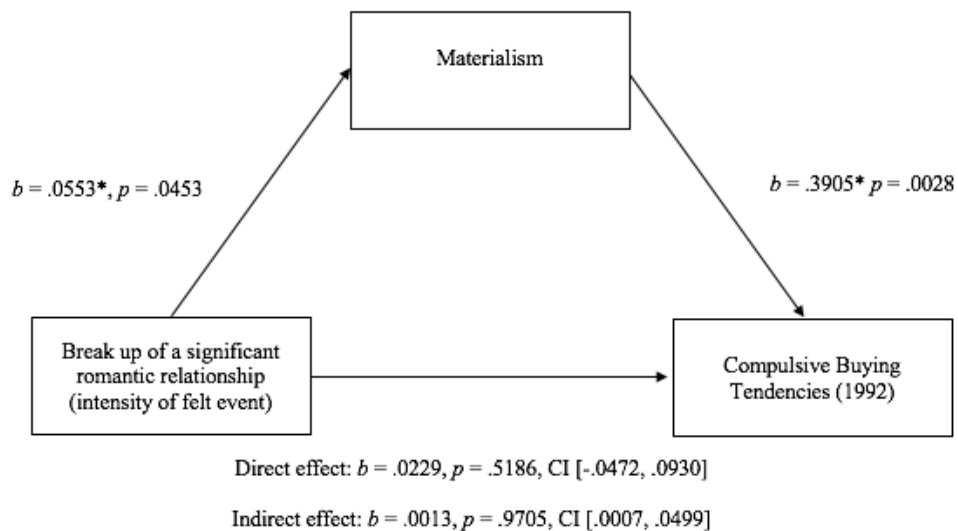 Materialism
b = .0553*, p = .0453
b = .3905* p = .0028
Break up of a significant
romantic relationship
(intensity of felt event)
Compulsive Buying
Tendencies (1992)
Direct effect: b = .0229, p = .5186, CI [-.0472, .0930]
Indirect effect: b = .0013, p = .9705, CI [.0007, .0499]